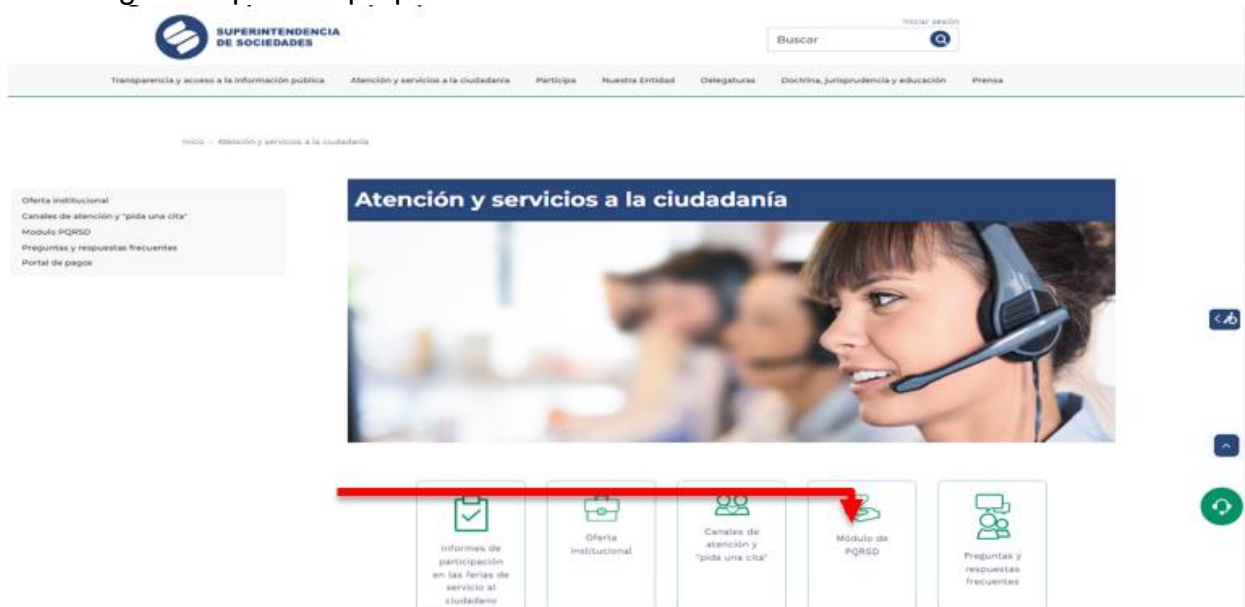 Iniciar sesión
SUPERINTENDENCIA
DE SOCIEDADES
Buscar
Transparencia y acceso a la información pública Atención y servicios a la ciudadanía Participa Nuestra Entidad Delegaturas Doctrina, jurisprudencia y educación Prensa
Inicio / Atención y servicios a la ciudadanía
Oferta institucional
Canales de atención y "pida una cita"
Modulo PQRSD
Preguntas y respuestas frecuentes
Portal de pagos
Atención y servicios a la ciudadanía
Informes de
participación
en las ferias de
servicio al
ciudadano
Oferta
institucional
Canales de
atención y
"pida una cita"
Módulo de
PQRSD
Preguntas y
respuestas
frecuentes